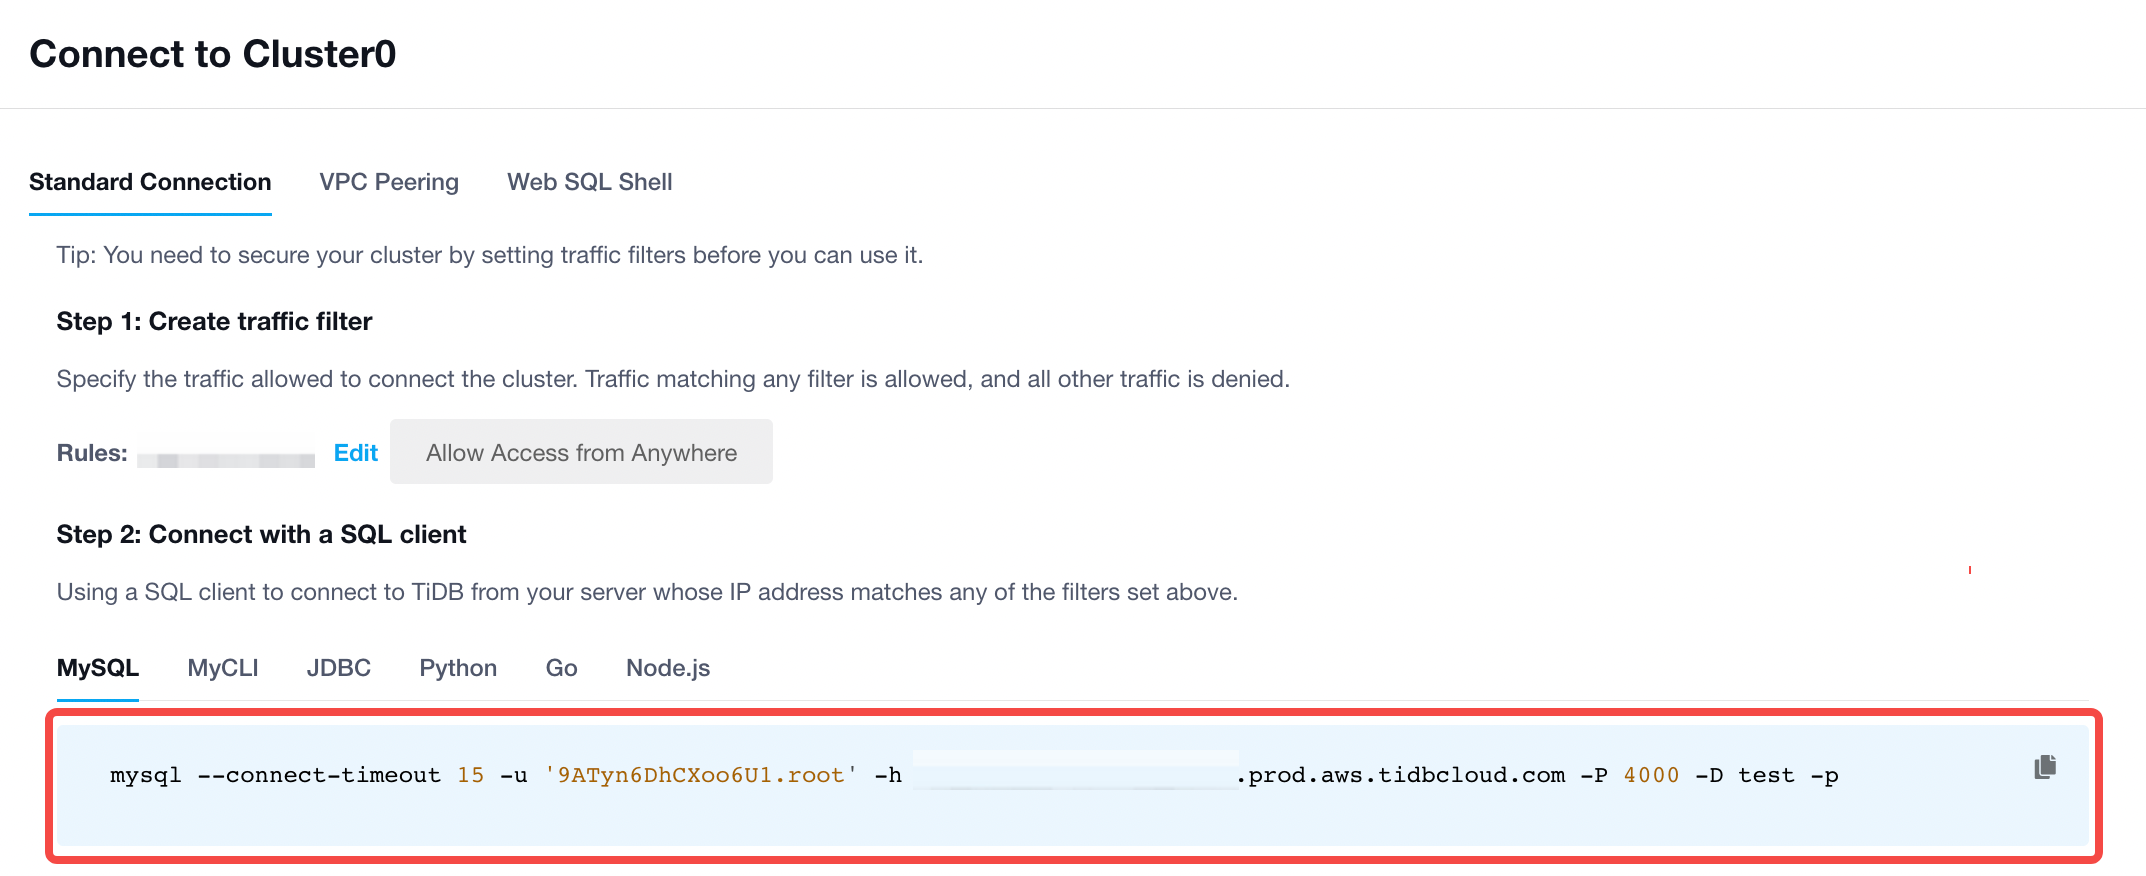 Connect to Cluster0
Standard Connection VPC Peering Web SQL Shell
Tip: You need to secure your cluster by setting traffic filters before you can use it.
Step 1: Create traffic filter
Specify the traffic allowed to connect the cluster. Traffic matching any filter is allowed, and all other traffic is denied.
Rules: Edit Allow Access from Anywhere
Step 2: Connect with a SQL client
Using a SQL client to connect to TiDB from your server whose IP address matches any of the filters set above.
MySQL MyCLI JDBC Python Go Node.js
mysql --connect-timeout 15 -u '9ATyn6DhCXoo6U1.root' -h .prod.aws.tidbcloud.com -P 4000 -D test -p